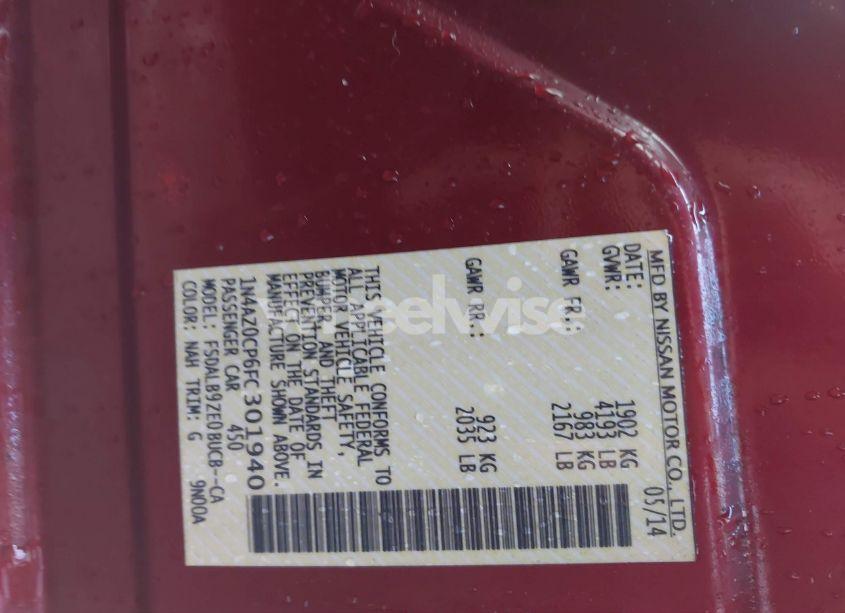 MFD BY NISSAN MOTOR CO., LTD.
DATE: 05/14
GVWR: 1902 KG
4193 LB
GAWR FR.: 983 KG
2167 LB
GAWR RR.: 923 KG
2035 LB
THIS VEHICLE CONFORMS TO
ALL APPLICABLE FEDERAL
MOTOR VEHICLE SAFETY,
BUMPER, AND THEFT
PREVENTION STANDARDS IN
EFFECT ON THE DATE OF
MANUFACTURE SHOWN ABOVE.
1N4AZ0CP6FC301940
PASSENGER CAR 450
MODEL: FSDALB9ZE0BUCB--CA
COLOR: NAH TRIM: G 9N00A
wheelwise